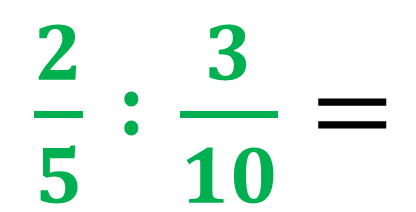 2/5 : 3/10 =